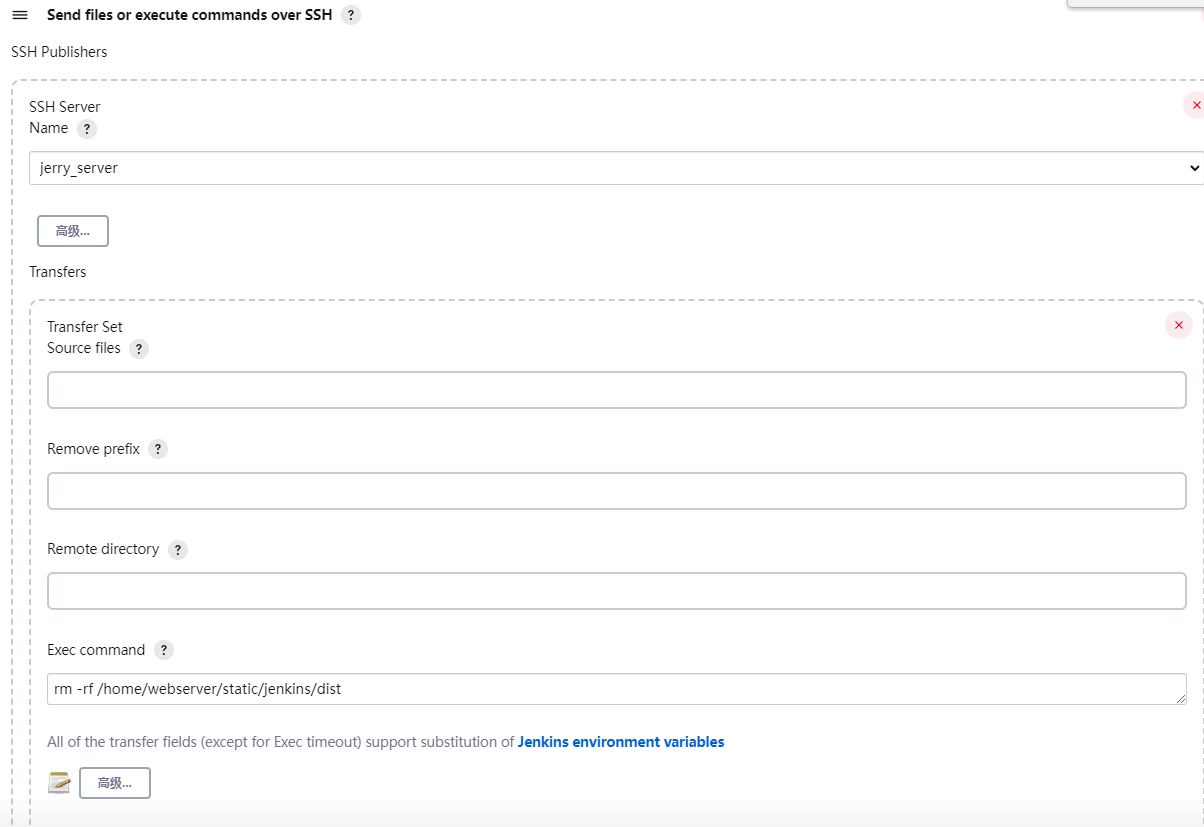 Send files or execute commands over SSH ?
SSH Publishers
SSH Server
Name ?
jerry_server
高级...
Transfers
Transfer Set
Source files ?
Remove prefix ?
Remote directory ?
Exec command ?
rm -rf /home/webserver/static/jenkins/dist
All of the transfer fields (except for Exec timeout) support substitution of Jenkins environment variables
高级...